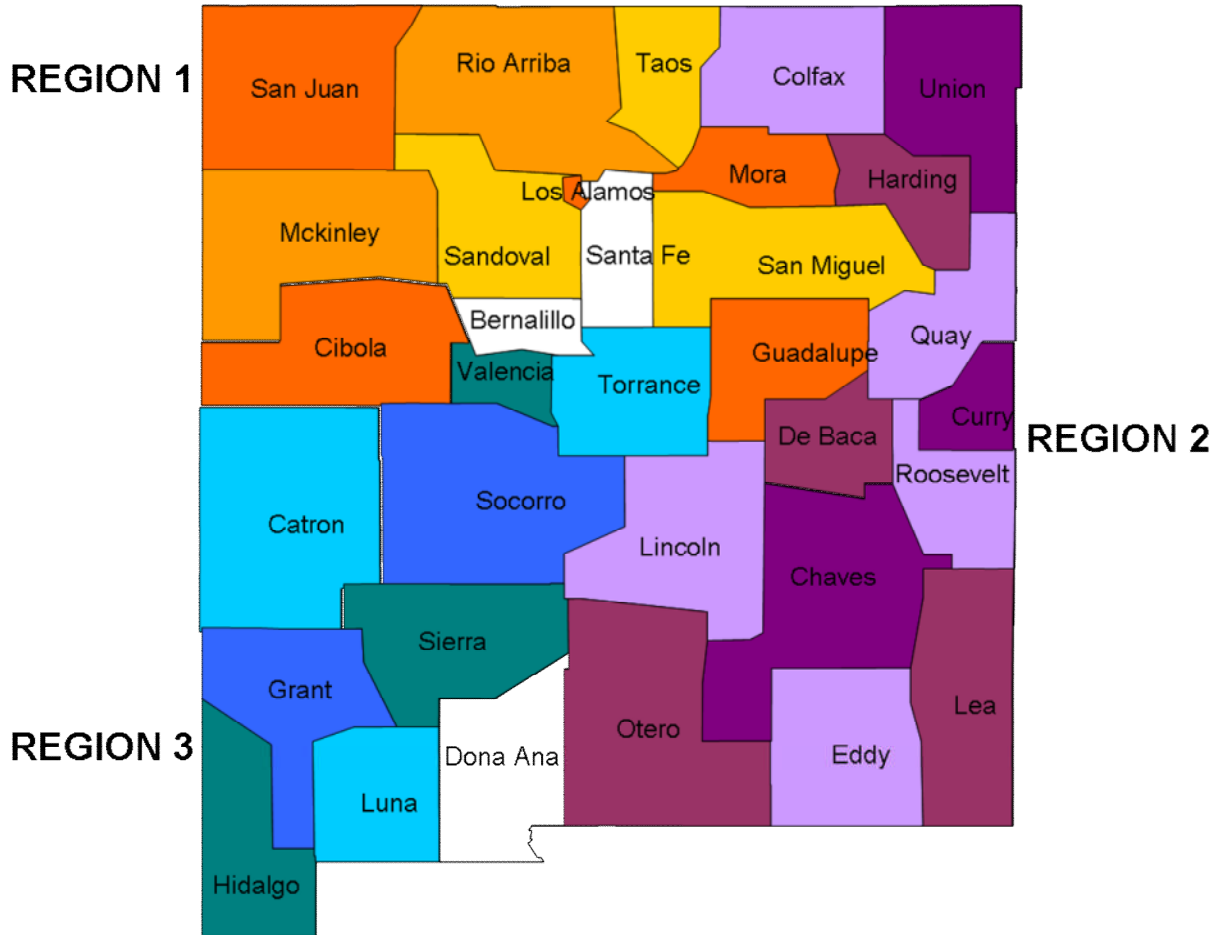 REGION 1
San Juan
Rio Arriba
Taos
Colfax
Union
Mora
Harding
Los Alamos
Mckinley
Sandoval
Santa Fe
San Miguel
Bernalillo
Quay
Cibola
Guadalupe
Valencia
Torrance
Curry
De Baca
REGION 2
Roosevelt
Socorro
Catron
Lincoln
Chaves
Sierra
Grant
Lea
Otero
REGION 3
Dona Ana
Eddy
Luna
Hidalgo